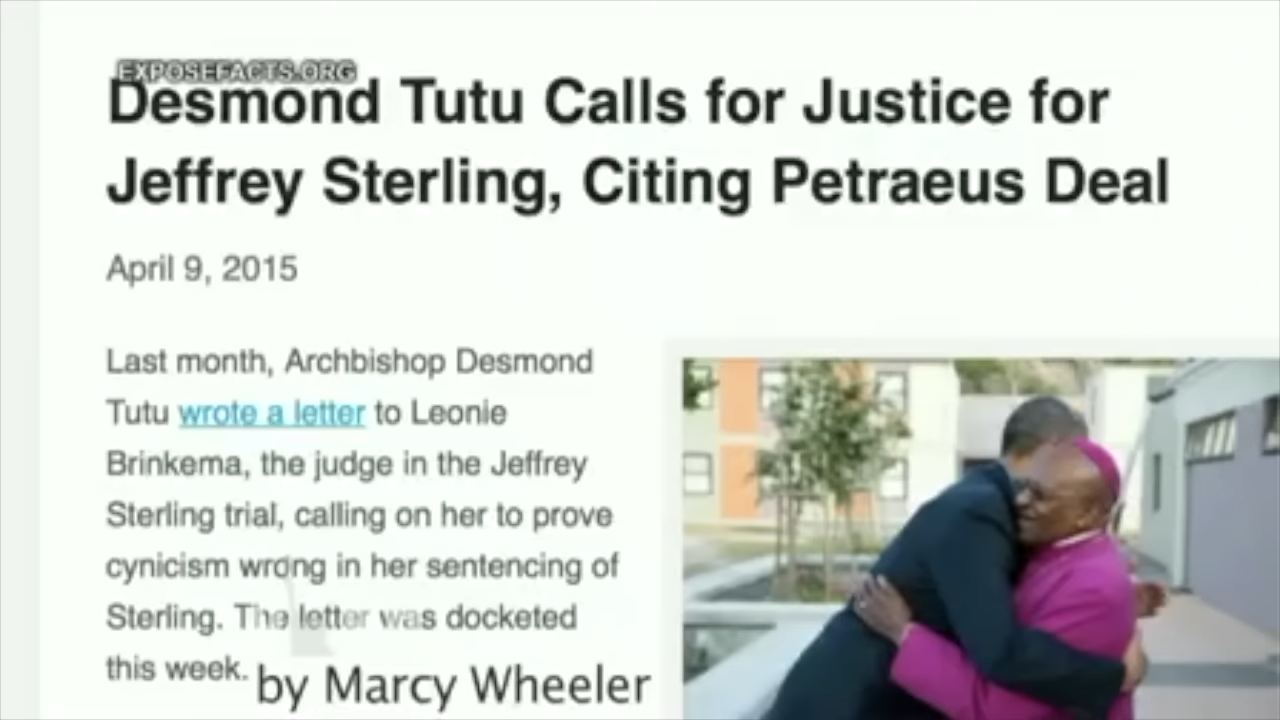 EXPOSEFACTS.ORG
Desmond Tutu Calls for Justice for
Jeffrey Sterling, Citing Petraeus Deal
April 9, 2015
Last month, Archbishop Desmond
Tutu wrote a letter to Leonie
Brinkema, the judge in the Jeffrey
Sterling trial, calling on her to prove
cynicism wrong in her sentencing of
Sterling. The letter was docketed
this week.
by Marcy Wheeler